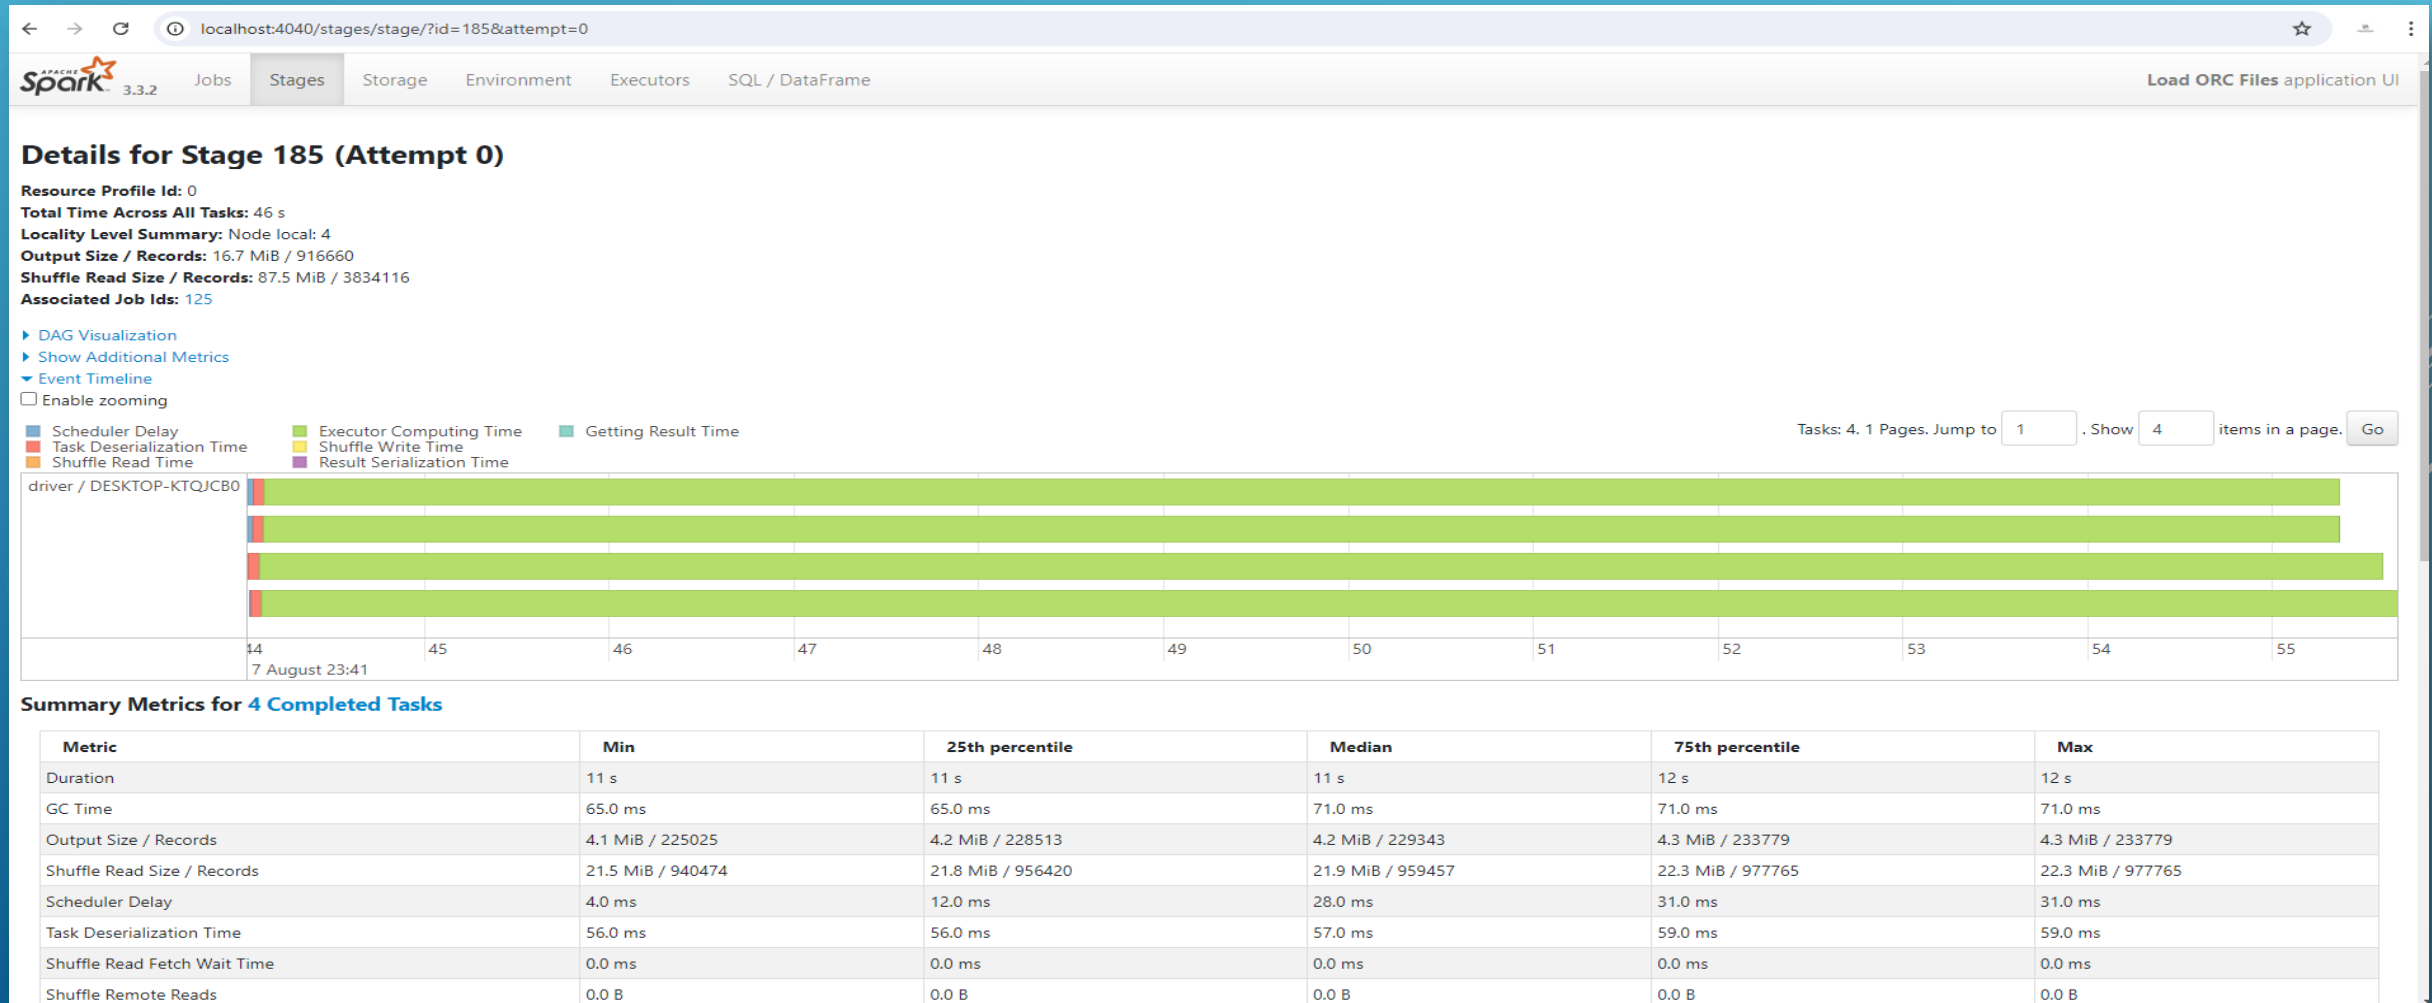 localhost:4040/stages/stage/?id=185&attempt=0
APACHE Spark 3.3.2 Jobs Stages Storage Environment Executors SQL / DataFrame Load ORC Files application UI
Details for Stage 185 (Attempt 0)
Resource Profile Id: 0
Total Time Across All Tasks: 46 s
Locality Level Summary: Node local: 4
Output Size / Records: 16.7 MiB / 916660
Shuffle Read Size / Records: 87.5 MiB / 3834116
Associated Job Ids: 125
DAG Visualization
Show Additional Metrics
Event Timeline
Enable zooming
Scheduler Delay Executor Computing Time Getting Result Time Tasks: 4. 1 Pages. Jump to 1 . Show 4 items in a page. Go
Task Deserialization Time Shuffle Write Time
Shuffle Read Time Result Serialization Time
driver / DESKTOP-KTQJCB0
44 45 46 47 48 49 50 51 52 53 54 55
7 August 23:41
Summary Metrics for 4 Completed Tasks
Metric Min 25th percentile Median 75th percentile Max
Duration 11 s 11 s 11 s 12 s 12 s
GC Time 65.0 ms 65.0 ms 71.0 ms 71.0 ms 71.0 ms
Output Size / Records 4.1 MiB / 225025 4.2 MiB / 228513 4.2 MiB / 229343 4.3 MiB / 233779 4.3 MiB / 233779
Shuffle Read Size / Records 21.5 MiB / 940474 21.8 MiB / 956420 21.9 MiB / 959457 22.3 MiB / 977765 22.3 MiB / 977765
Scheduler Delay 4.0 ms 12.0 ms 28.0 ms 31.0 ms 31.0 ms
Task Deserialization Time 56.0 ms 56.0 ms 57.0 ms 59.0 ms 59.0 ms
Shuffle Read Fetch Wait Time 0.0 ms 0.0 ms 0.0 ms 0.0 ms 0.0 ms
Shuffle Remote Reads 0.0 B 0.0 B 0.0 B 0.0 B 0.0 B